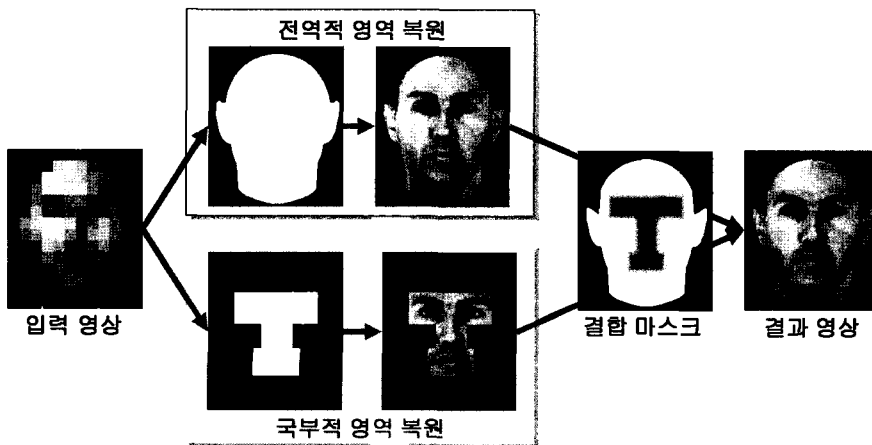 전역적 영역 복원
입력 영상
결합 마스크
결과 영상
국부적 영역 복원